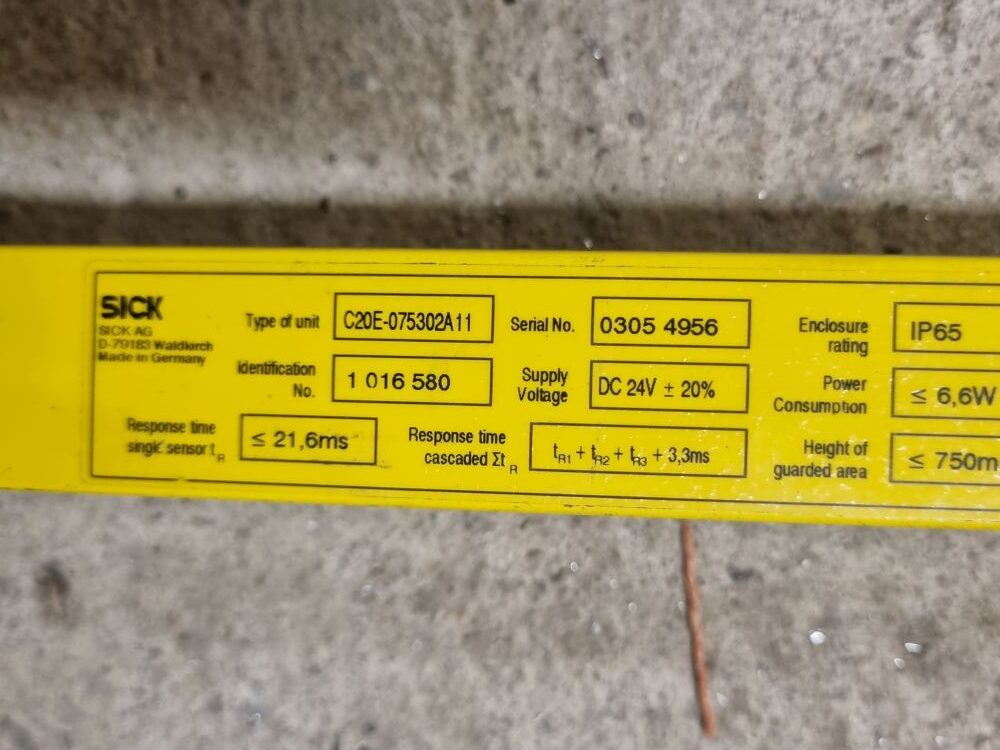 SICK
SICK AG
D-79183 Waldkirch
Made in Germany
Type of unit C20E-075302A11 Serial No. 0305 4956 Enclosure rating IP65
Identification No. 1 016 580 Supply Voltage DC 24V ± 20% Power Consumption ≤ 6,6W
Response time single sensor tR ≤ 21,6ms Response time cascaded ΣtR tR1 + tR2 + tR3 + 3,3ms Height of guarded area ≤ 750m